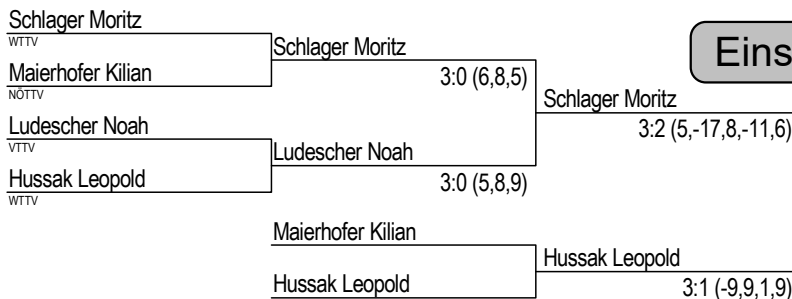 Schlager Moritz
WTTV
Schlager Moritz
Eins
Maierhofer Kilian
3:0 (6,8,5)
NÖTTV
Schlager Moritz
Ludescher Noah
3:2 (5,-17,8,-11,6)
VTTV
Ludescher Noah
Hussak Leopold
3:0 (5,8,9)
WTTV
Maierhofer Kilian
Hussak Leopold
Hussak Leopold
3:1 (-9,9,1,9)